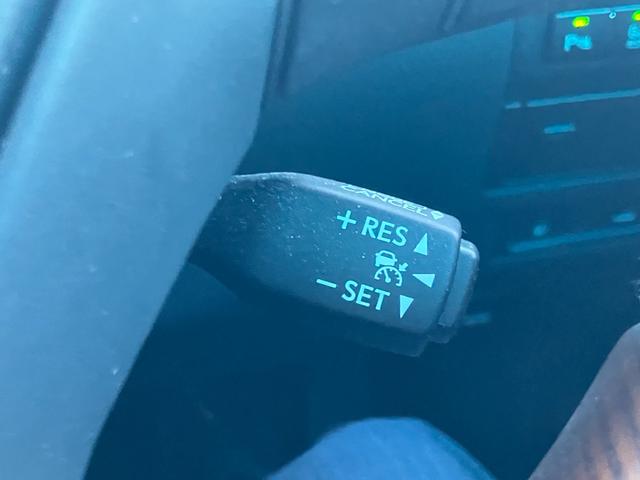 CANCEL
+ RES ▲
− SET ▼